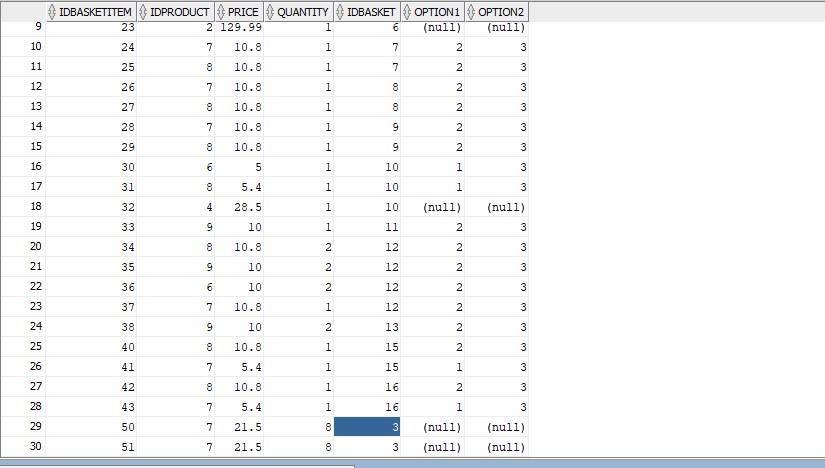 IDBASKETITEM IDPRODUCT PRICE QUANTITY IDBASKET OPTION1 OPTION2
9 23 2 129.99 1 6 (null) (null)
10 24 7 10.8 1 7 2 3
11 25 8 10.8 1 7 2 3
12 26 7 10.8 1 8 2 3
13 27 8 10.8 1 8 2 3
14 28 7 10.8 1 9 2 3
15 29 8 10.8 1 9 2 3
16 30 6 5 1 10 1 3
17 31 8 5.4 1 10 1 3
18 32 4 28.5 1 10 (null) (null)
19 33 9 10 1 11 2 3
20 34 8 10.8 2 12 2 3
21 35 9 10 2 12 2 3
22 36 6 10 2 12 2 3
23 37 7 10.8 1 12 2 3
24 38 9 10 2 13 2 3
25 40 8 10.8 1 15 2 3
26 41 7 5.4 1 15 1 3
27 42 8 10.8 1 16 2 3
28 43 7 5.4 1 16 1 3
29 50 7 21.5 8 3 (null) (null)
30 51 7 21.5 8 3 (null) (null)